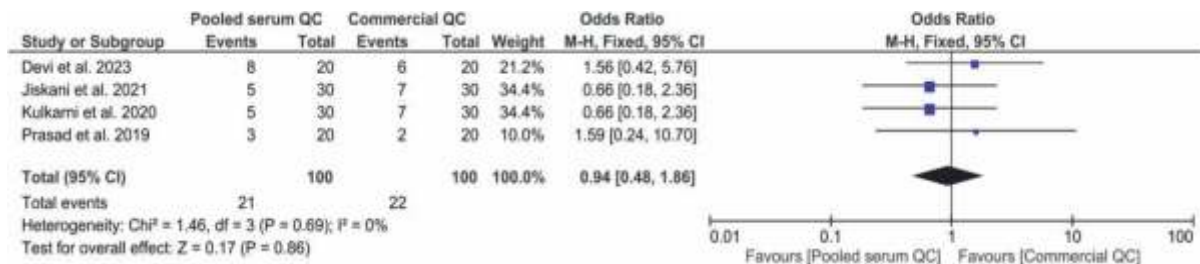 Pooled serum QC Commercial QC Odds Ratio Odds Ratio
Study or Subgroup Events Total Events Total Weight M-H, Fixed, 95% CI M-H, Fixed, 95% CI
Devi et al. 2023 8 20 6 20 21.2% 1.56 [0.42, 5.76]
Jiskani et al. 2021 5 30 7 30 34.4% 0.66 [0.18, 2.36]
Kulkarni et al. 2020 5 30 7 30 34.4% 0.66 [0.18, 2.36]
Prasad et al. 2019 3 20 2 20 10.0% 1.59 [0.24, 10.70]
Total (95% CI) 100 100 100.0% 0.94 [0.48, 1.86]
Total events 21 22
Heterogeneity: Chi² = 1.46, df = 3 (P = 0.69); I² = 0%
Test for overall effect: Z = 0.17 (P = 0.86)
0.01 0.1 1 10 100
Favours [Pooled serum QC] Favours [Commercial QC]